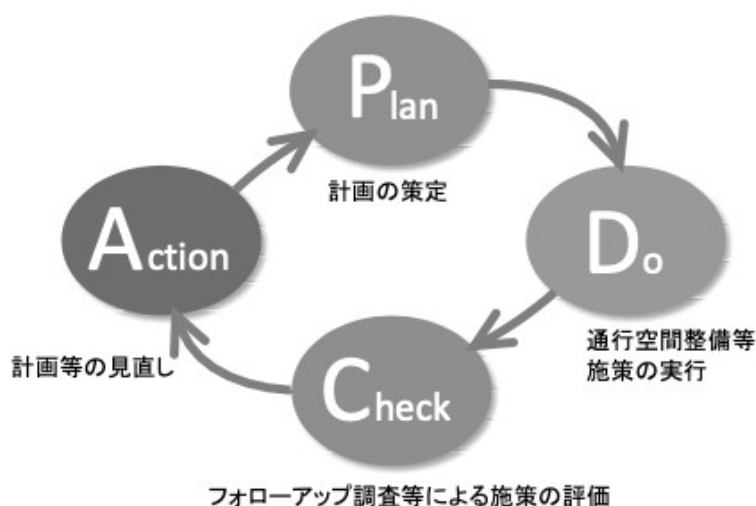 Plan
計画の策定
Do
通行空間整備等
施策の実行
Check
フォローアップ調査等による施策の評価
Action
計画等の見直し